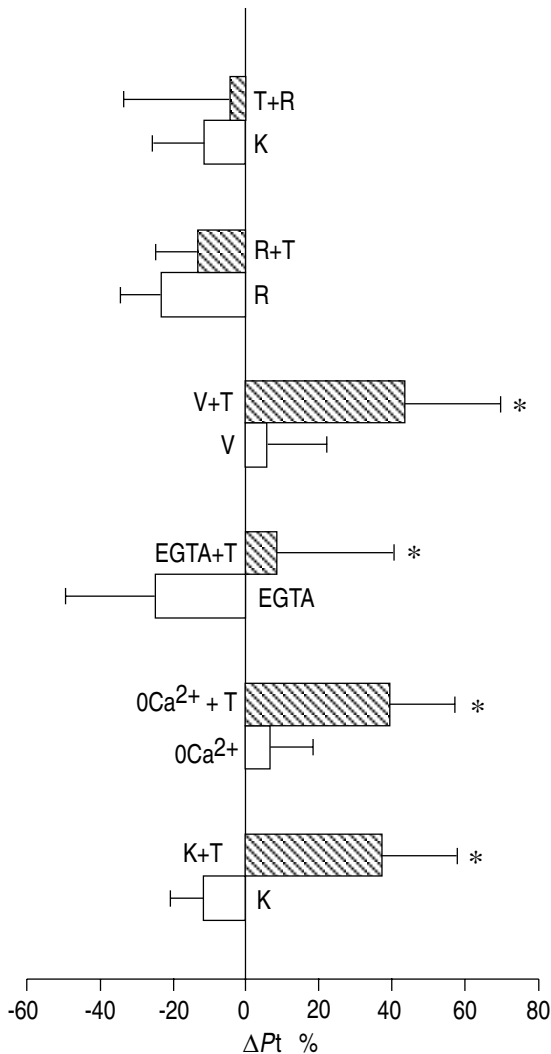 T+R
K
R+T
R
V+T
*
V
EGTA+T
*
EGTA
0Ca²⁺ + T
*
0Ca²⁺
K+T
*
K
-60 -40 -20 0 20 40 60 80
ΔPt %